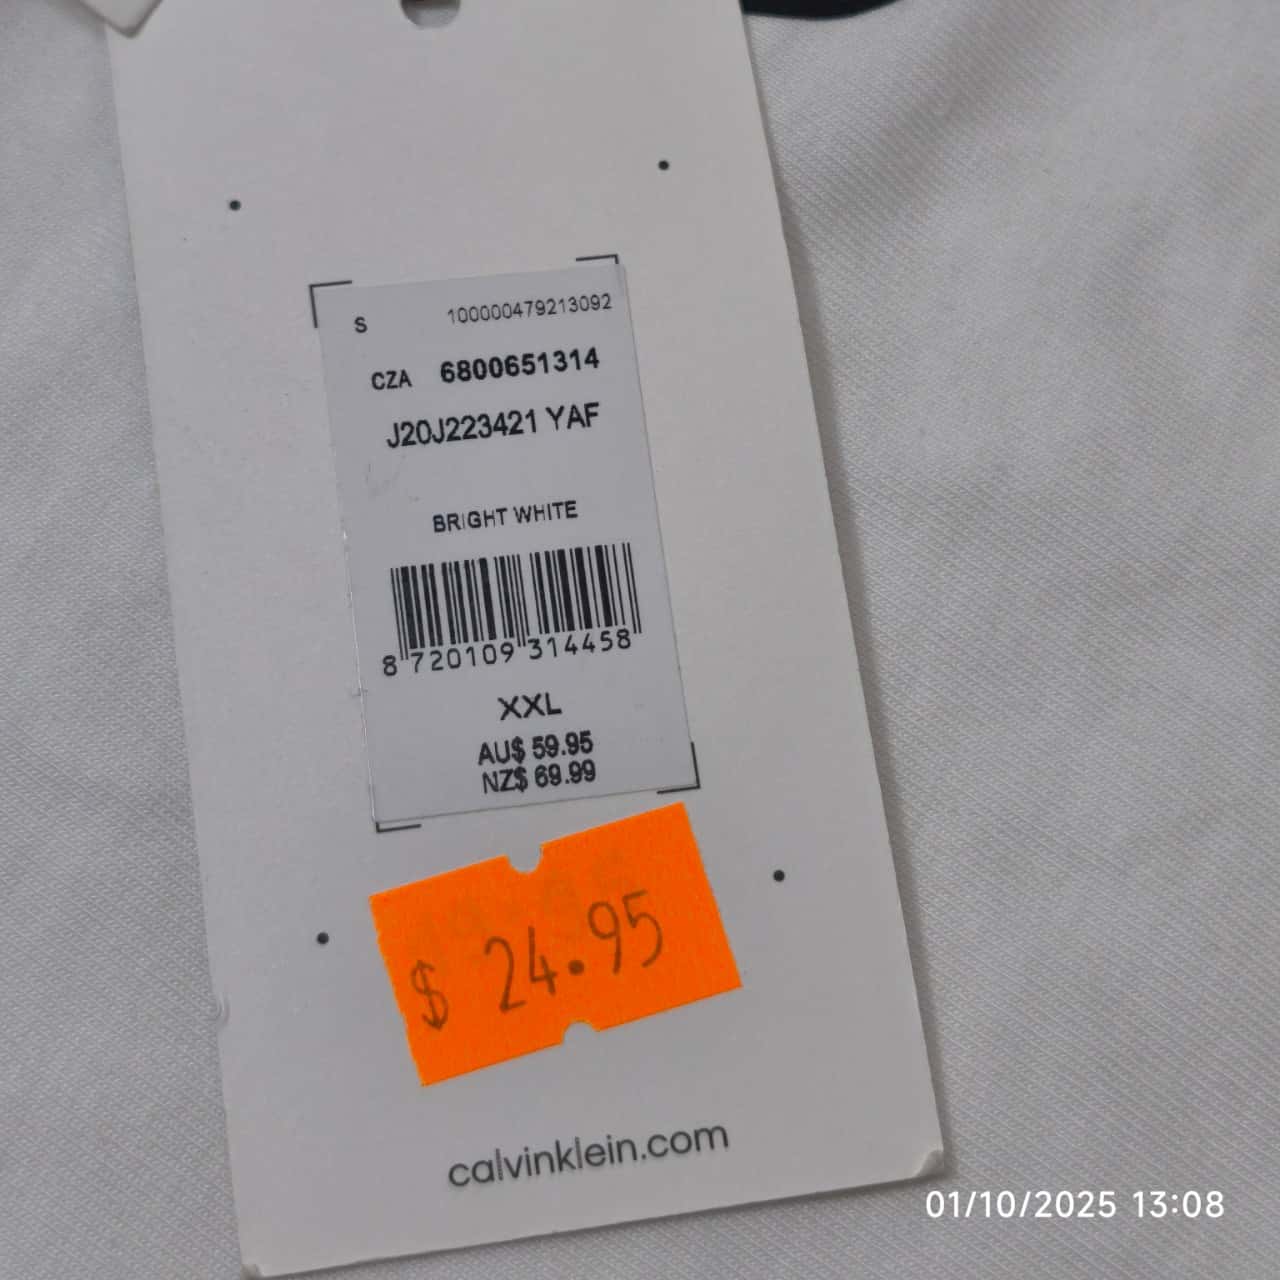 S 100000479213092
CZA 6800651314
J20J223421 YAF
BRIGHT WHITE
8 720109 314458
XXL
AU$ 59.95
NZ$ 69.99
$ 24.95
calvinklein.com
01/10/2025 13:08